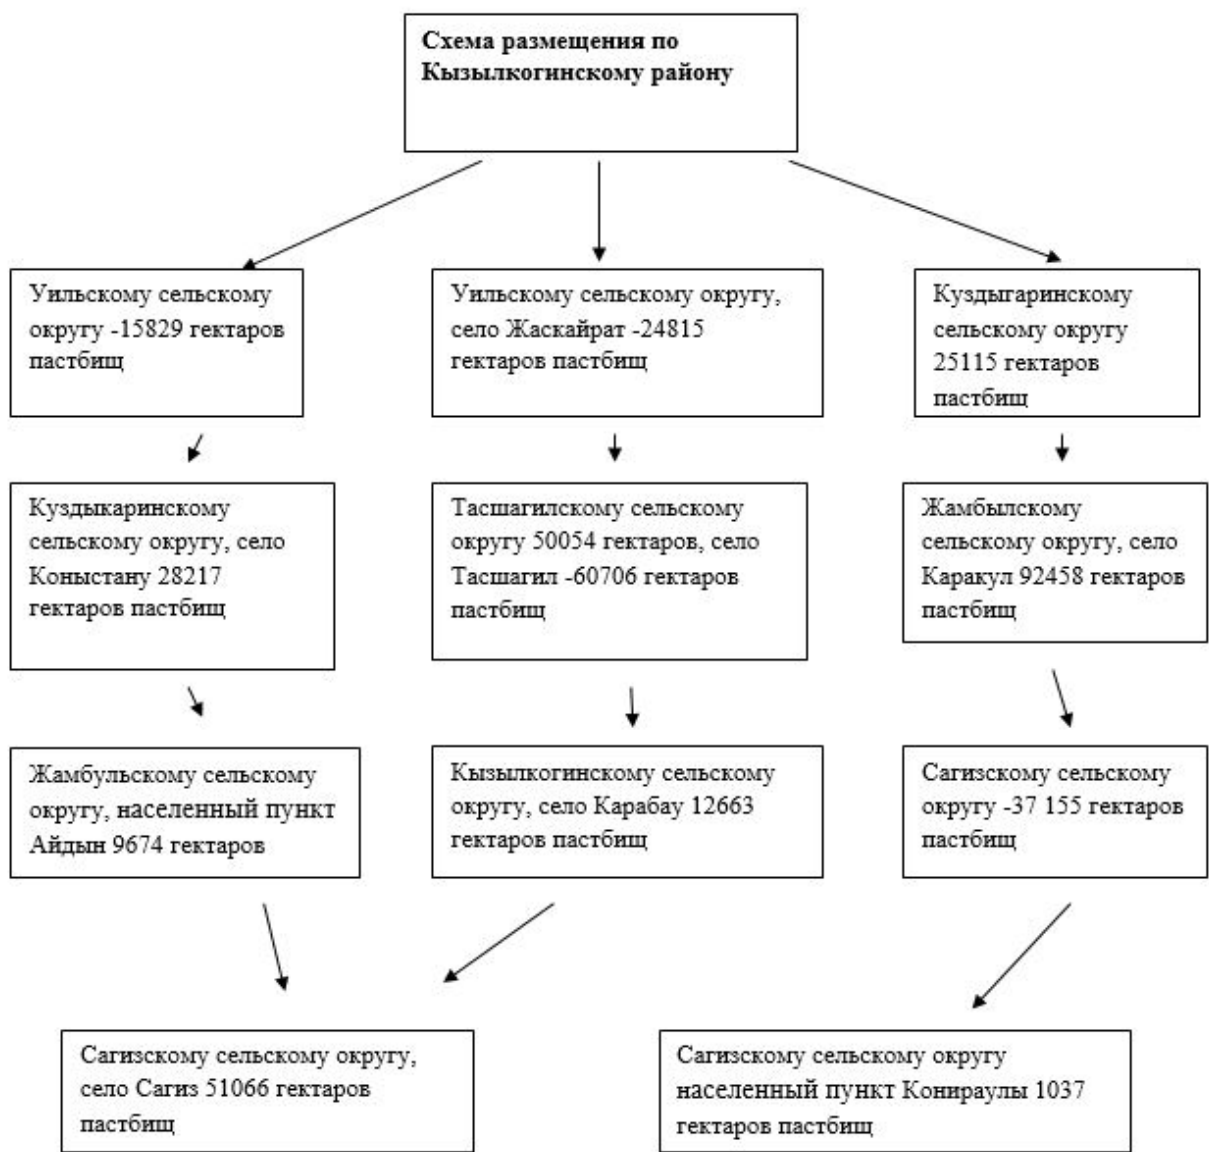 Схема размещения по
Кызылкогинскому району
Уильскому сельскому
округу -15829 гектаров
пастбищ
Уильскому сельскому округу,
село Жаскайрат -24815
гектаров пастбищ
Куздыгаринскому
сельскому округу
25115 гектаров
пастбищ
Куздыкаринскому
сельскому округу, село
Коныстану 28217
гектаров пастбищ
Тасшагилскому сельскому
округу 50054 гектаров, село
Тасшагил -60706 гектаров
пастбищ
Жамбылскому
сельскому округу, село
Каракул 92458 гектаров
пастбищ
Жамбульскому сельскому
округу, населенный пункт
Айдын 9674 гектаров
Кызылкогинскому сельскому
округу, село Карабау 12663
гектаров пастбищ
Сагизскому сельскому
округу -37 155 гектаров
пастбищ
Сагизскому сельскому округу,
село Сагиз 51066 гектаров
пастбищ
Сагизскому сельскому округу
населенный пункт Конираулы 1037
гектаров пастбищ